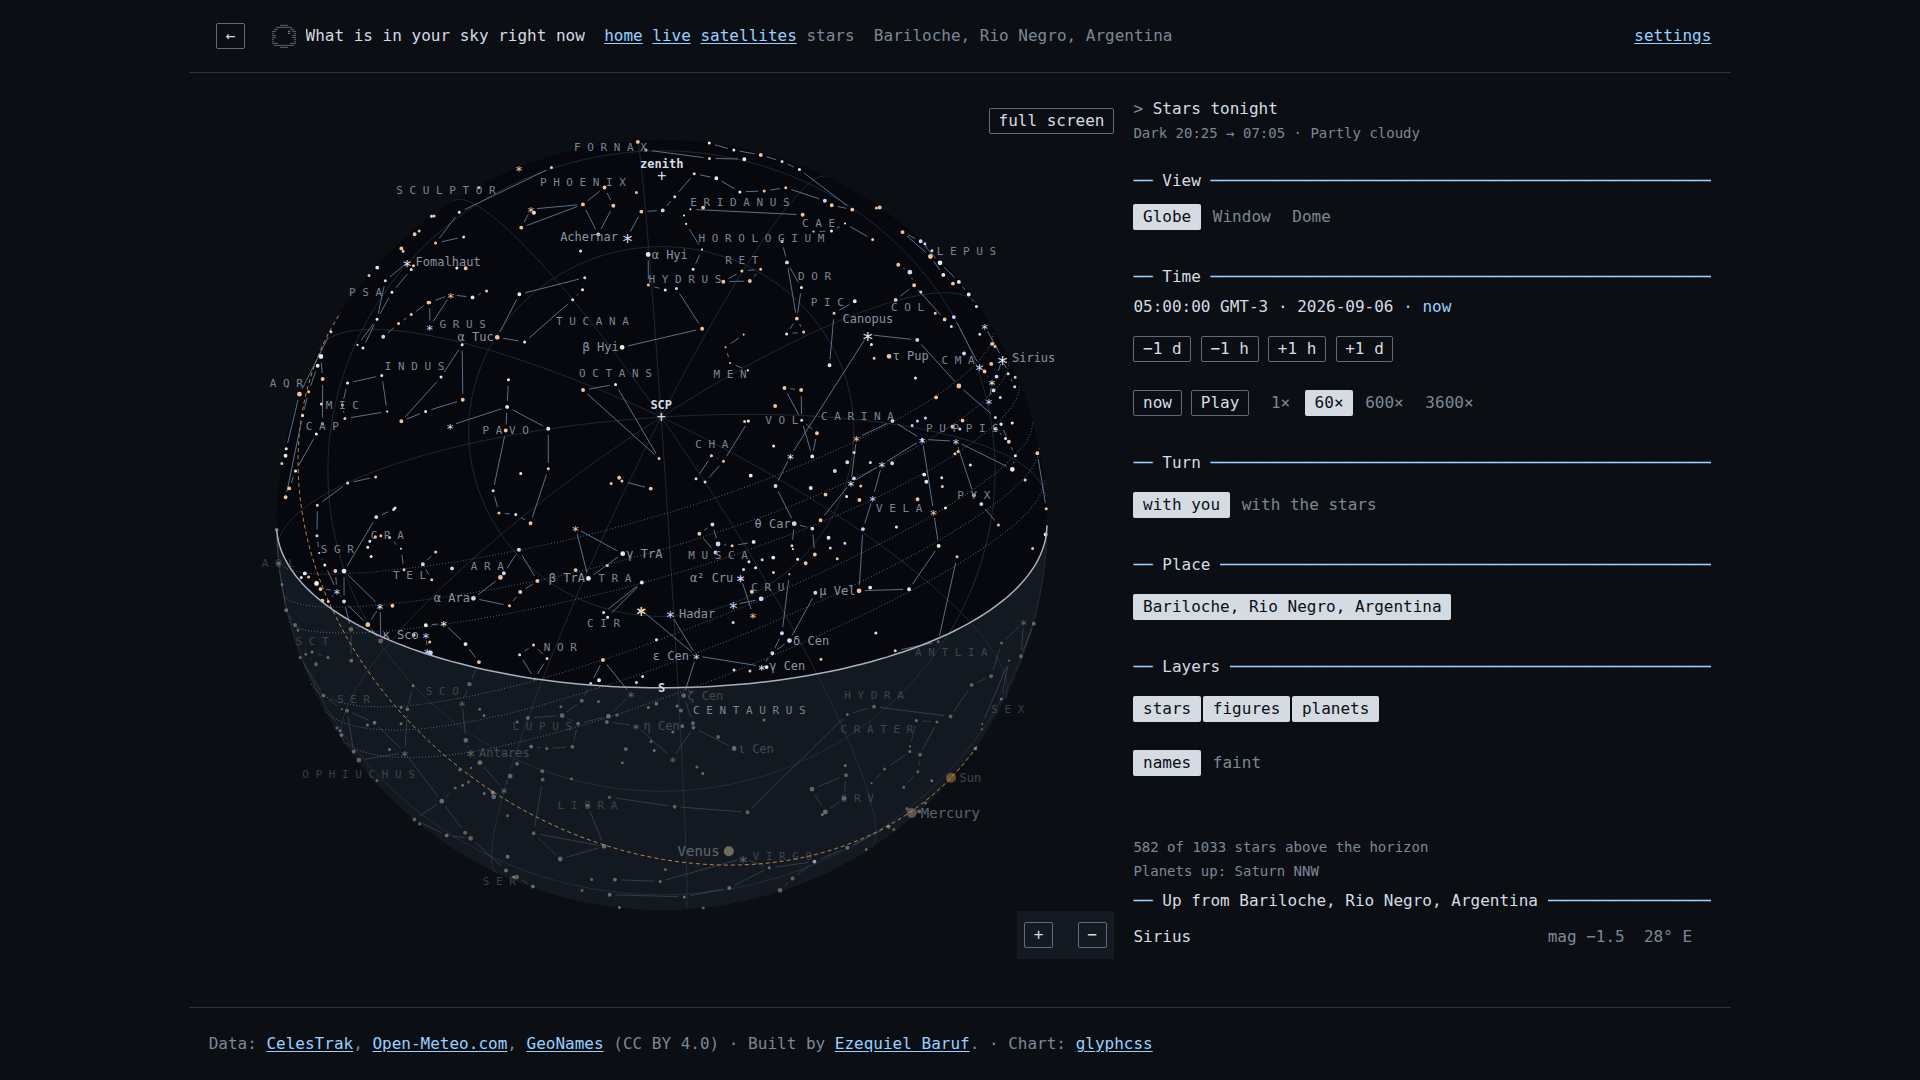 ← What is in your sky right now home live satellites stars Bariloche, Rio Negro, Argentina settings
full screen
> Stars tonight
Dark 20:25 → 07:05 · Partly cloudy
View
Globe Window Dome
Time
05:00:00 GMT-3 · 2026-09-06 · now
−1 d −1 h +1 h +1 d
now Play 1× 60× 600× 3600×
Turn
with you with the stars
Place
Bariloche, Rio Negro, Argentina
Layers
stars figures planets
names faint
582 of 1033 stars above the horizon
Planets up: Saturn NNW
Up from Bariloche, Rio Negro, Argentina
Sirius mag −1.5 28° E
FORNAX
zenith
SCULPTOR PHOENIX
ERIDANUS
CAE
Achernar HOROLOGIUM
LEPUS
Fomalhaut α Hyi RET
HYDRUS DOR
PSA
PIC COL
GRUS TUCANA Canopus
α Tuc
β Hyi τ Pup CMA Sirius
INDUS OCTANS MEN
AQR
MIC SCP
CAP PAVO VOL CARINA PUPPIS
CHA
VELA PYX
θ Car
CRA
SGR γ TrA MUSCA
TEL ARA β TrA TRA α² Cru CRU
α Ara μ Vel
Hadar
CIR
κ Sco δ Cen
SCT NOR ε Cen ANTLIA
γ Cen
S
SER SCO ζ Cen HYDRA
CENTAURUS SEX
LUPUS η Cen CRATER
Antares ι Cen
OPHIUCHUS Sun
LIBRA CRV
Mercury
Venus VIRGO
SER
+ −
Data: CelesTrak, Open-Meteo.com, GeoNames (CC BY 4.0) · Built by Ezequiel Baruf. · Chart: glyphcss